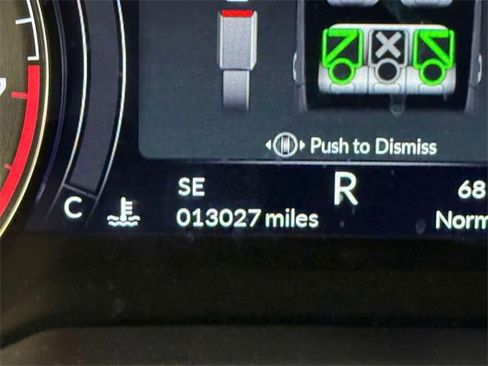 Push to Dismiss
SE
R
68
C
013027 miles
Norm